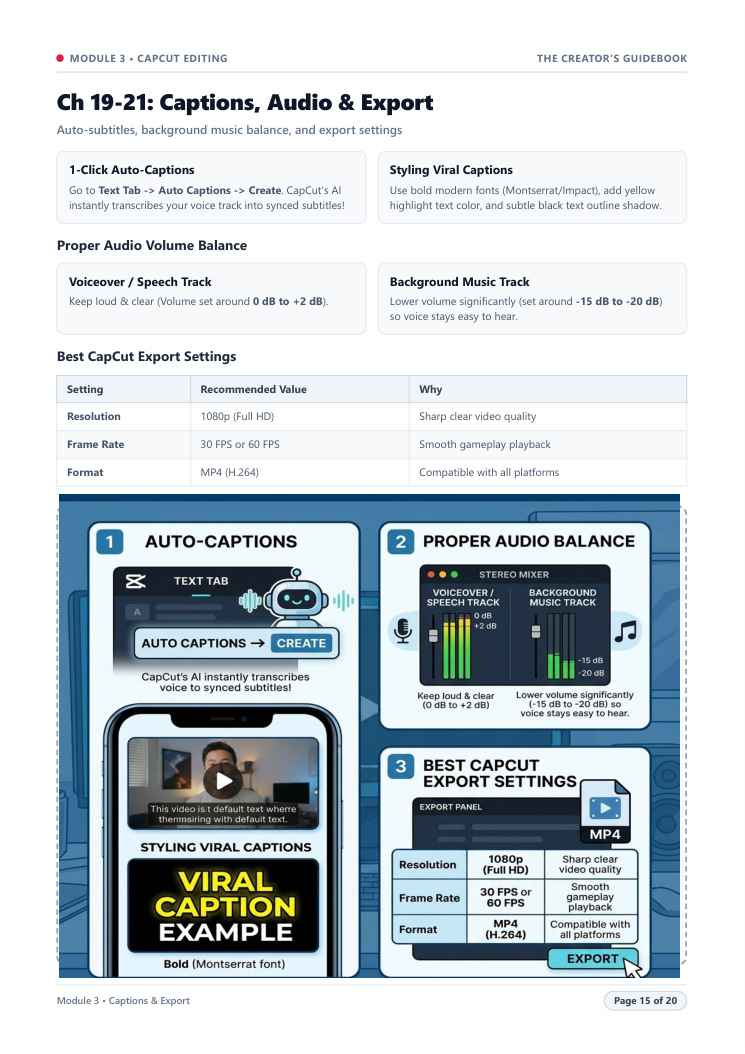 MODULE 3 • CAPCUT EDITING
THE CREATOR'S GUIDEBOOK
Ch 19-21: Captions, Audio & Export
Auto-subtitles, background music balance, and export settings
1-Click Auto-Captions
Go to Text Tab -> Auto Captions -> Create. CapCut's AI
instantly transcribes your voice track into synced subtitles!
Styling Viral Captions
Use bold modern fonts (Montserrat/Impact), add yellow
highlight text color, and subtle black text outline shadow.
Proper Audio Volume Balance
Voiceover / Speech Track
Keep loud & clear (Volume set around 0 dB to +2 dB).
Background Music Track
Lower volume significantly (set around -15 dB to -20 dB)
so voice stays easy to hear.
Best CapCut Export Settings
Setting Recommended Value Why
Resolution 1080p (Full HD) Sharp clear video quality
Frame Rate 30 FPS or 60 FPS Smooth gameplay playback
Format MP4 (H.264) Compatible with all platforms
1 AUTO-CAPTIONS
TEXT TAB
A
AUTO CAPTIONS → CREATE
CapCut's AI instantly transcribes
voice to synced subtitles!
This video is t default text wherre
thenmsiring with default text.
STYLING VIRAL CAPTIONS
VIRAL
CAPTION
EXAMPLE
Bold (Montserrat font)
2 PROPER AUDIO BALANCE
STEREO MIXER
VOICEOVER /
SPEECH TRACK
0 dB
+2 dB
BACKGROUND
MUSIC TRACK
-15 dB
-20 dB
Keep loud & clear
(0 dB to +2 dB)
Lower volume significantly
(-15 dB to -20 dB) so
voice stays easy to hear.
3 BEST CAPCUT
EXPORT SETTINGS
EXPORT PANEL
MP4
Resolution 1080p (Full HD) Sharp clear video quality
Frame Rate 30 FPS or 60 FPS Smooth gameplay playback
Format MP4 (H.264) Compatible with all platforms
EXPORT
Module 3 • Captions & Export
Page 15 of 20